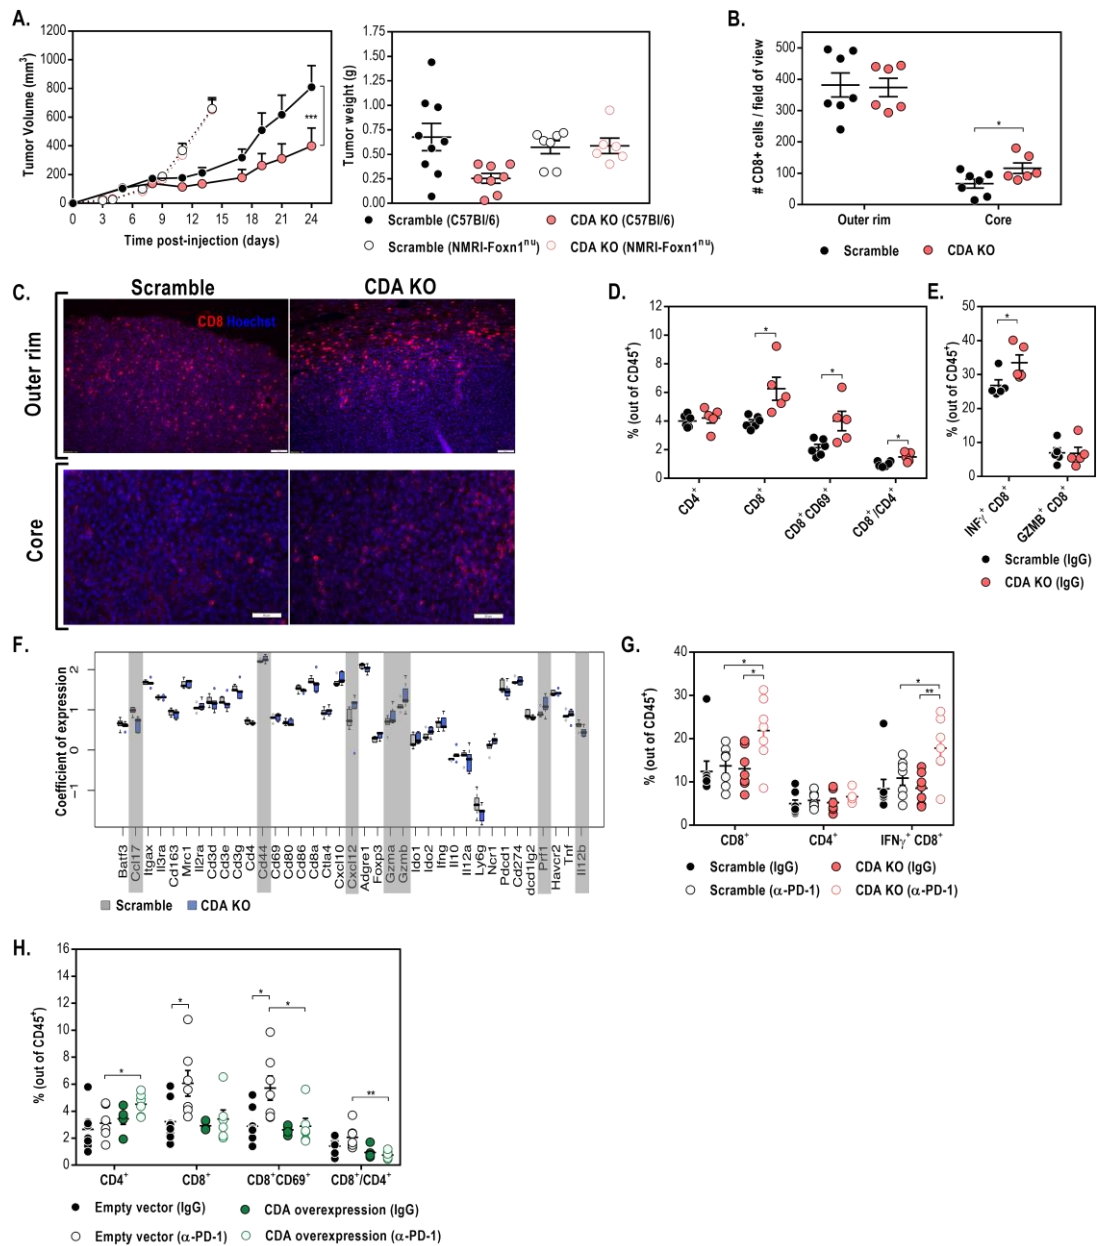 A.
Tumor Volume (mm³)
1200
1000
800
600
400
200
0
0 3 6 9 12 15 18 21 24
***
Time post-injection (days)
Tumor weight (g)
1.75
1.50
1.25
1.00
0.75
0.50
0.25
0.00
Scramble (C57Bl/6)
CDA KO (C57Bl/6)
Scramble (NMRI-Foxn1ⁿᵘ)
CDA KO (NMRI-Foxn1ⁿᵘ)
B.
# CD8+ cells / field of view
500
400
300
200
100
0
*
Outer rim Core
Scramble CDA KO
C.
Scramble CDA KO
Outer rim
CD8 Hoechst
Core
D.
% (out of CD45⁺)
12
10
8
6
4
2
0
* * *
CD4⁺ CD8⁺ CD8⁺ CD69⁺ CD8⁺/CD4⁺
E.
% (out of CD45⁺)
50
40
30
20
10
0
*
INFγ⁺ CD8⁺ GZMB⁺ CD8⁺
Scramble (IgG)
CDA KO (IgG)
F.
Coefficient of expression
2
1
0
−1
Batf3 Ccl17 Itgax Il3ra Cd163 Mrc1 Il2ra Cd3d Cd3e Cd3g Cd4 Cd44 Cd69 Cd80 Cd86 Cd8a Ctla4 Cxcl10 Cxcl12 Adgre1 Foxp3 Gzma Gzmb Ido1 Ido2 Ifng Il10 Il12a Ly6g Ncr1 Pdcd1 Cd274 dcd1lg2 Prf1 Havcr2 Tnf Il12b
Scramble CDA KO
G.
% (out of CD45⁺)
40
30
20
10
0
* * * **
CD8⁺ CD4⁺ IFNγ⁺ CD8⁺
Scramble (IgG) CDA KO (IgG)
Scramble (α-PD-1) CDA KO (α-PD-1)
H.
% (out of CD45⁺)
16
14
12
10
8
6
4
2
0
* * * * **
CD4⁺ CD8⁺ CD8⁺CD69⁺ CD8⁺/CD4⁺
Empty vector (IgG) CDA overexpression (IgG)
Empty vector (α-PD-1) CDA overexpression (α-PD-1)